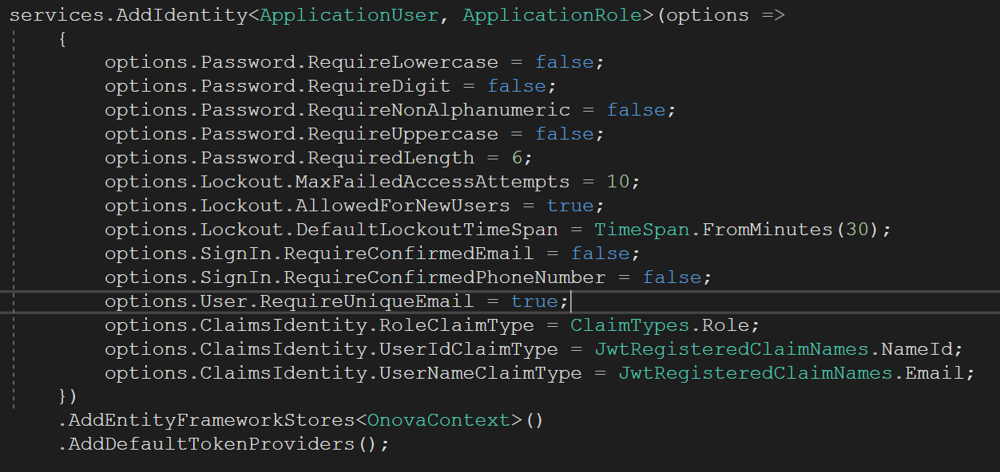 services.AddIdentity<ApplicationUser, ApplicationRole>(options =>
{
options.Password.RequireLowercase = false;
options.Password.RequireDigit = false;
options.Password.RequireNonAlphanumeric = false;
options.Password.RequireUppercase = false;
options.Password.RequiredLength = 6;
options.Lockout.MaxFailedAccessAttempts = 10;
options.Lockout.AllowedForNewUsers = true;
options.Lockout.DefaultLockoutTimeSpan = TimeSpan.FromMinutes(30);
options.SignIn.RequireConfirmedEmail = false;
options.SignIn.RequireConfirmedPhoneNumber = false;
options.User.RequireUniqueEmail = true;
options.ClaimsIdentity.RoleClaimType = ClaimTypes.Role;
options.ClaimsIdentity.UserIdClaimType = JwtRegisteredClaimNames.NameId;
options.ClaimsIdentity.UserNameClaimType = JwtRegisteredClaimNames.Email;
})
.AddEntityFrameworkStores<OnovaContext>()
.AddDefaultTokenProviders();